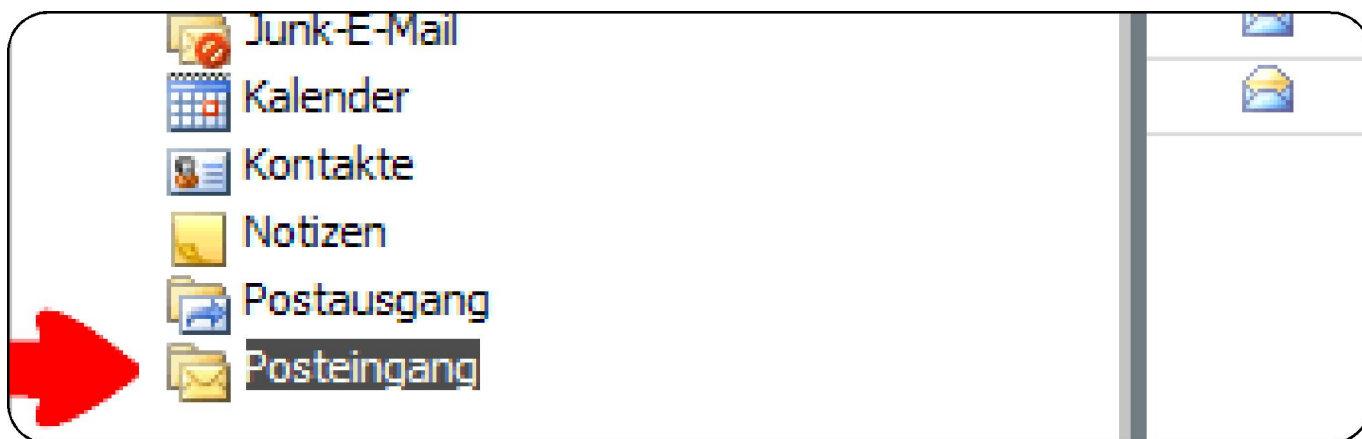 Junk-E-Mail
Kalender
Kontakte
Notizen
Postausgang
Posteingang